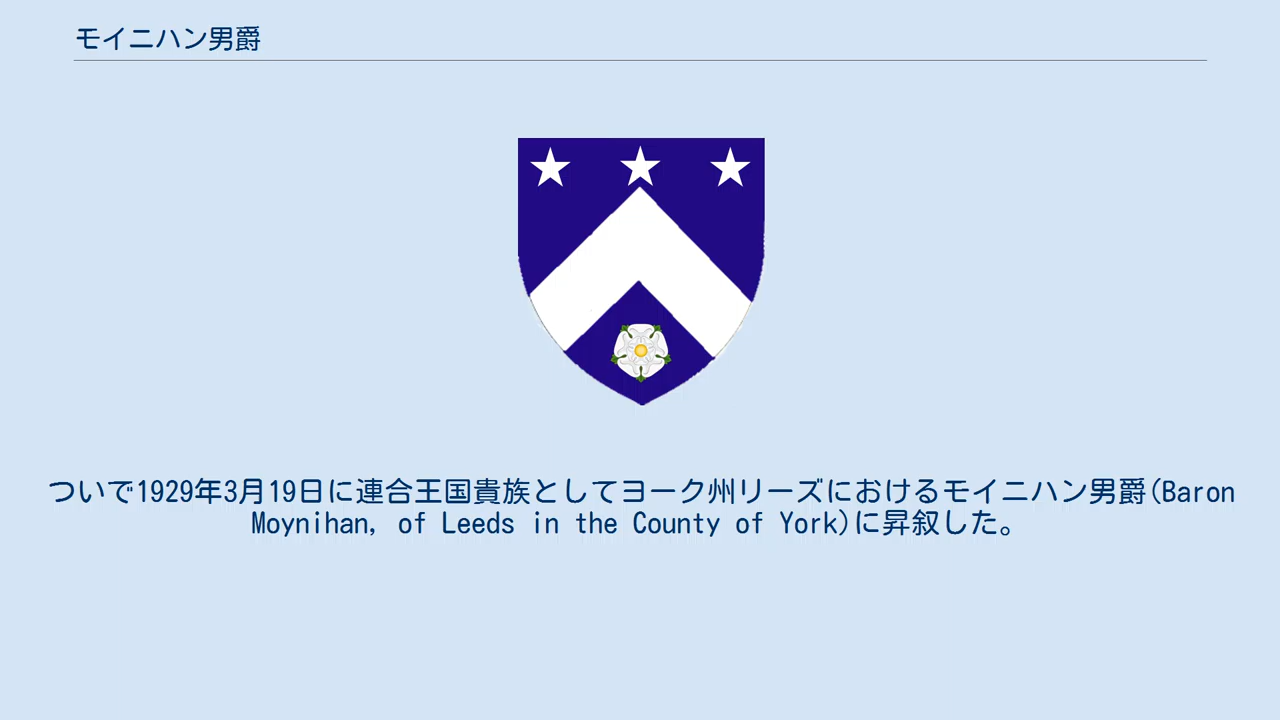 モイニハン男爵
ついで1929年3月19日に連合王国貴族としてヨーク州リーズにおけるモイニハン男爵(Baron
Moynihan, of Leeds in the County of York)に昇叙した。